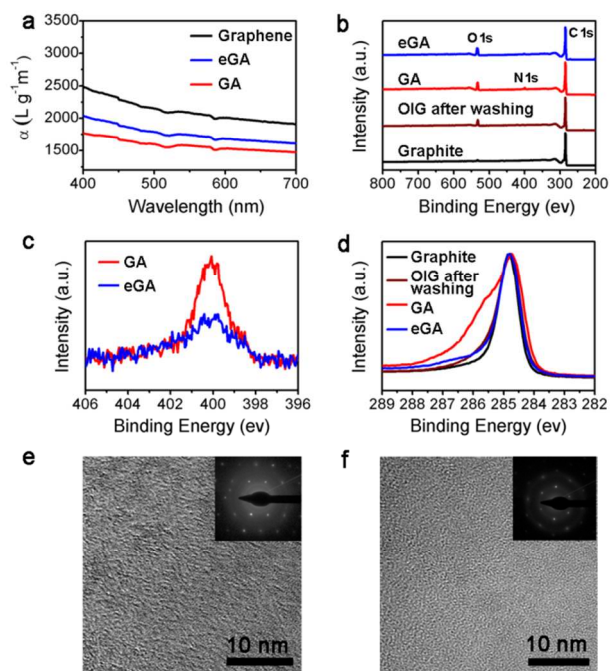 a
3500
3000
2500
2000
1500
α (L g⁻¹m⁻¹)
Graphene
eGA
GA
400 500 600 700
Wavelength (nm)
b
Intensity (a.u.)
eGA
O 1s
C 1s
GA
N 1s
OIG after washing
Graphite
800 700 600 500 400 300 200
Binding Energy (ev)
c
Intensity (a.u.)
GA
eGA
406 404 402 400 398 396
Binding Energy (ev)
d
Intensity (a.u.)
Graphite
OIG after
washing
GA
eGA
289 288 287 286 285 284 283 282
Binding Energy (ev)
e
10 nm
f
10 nm